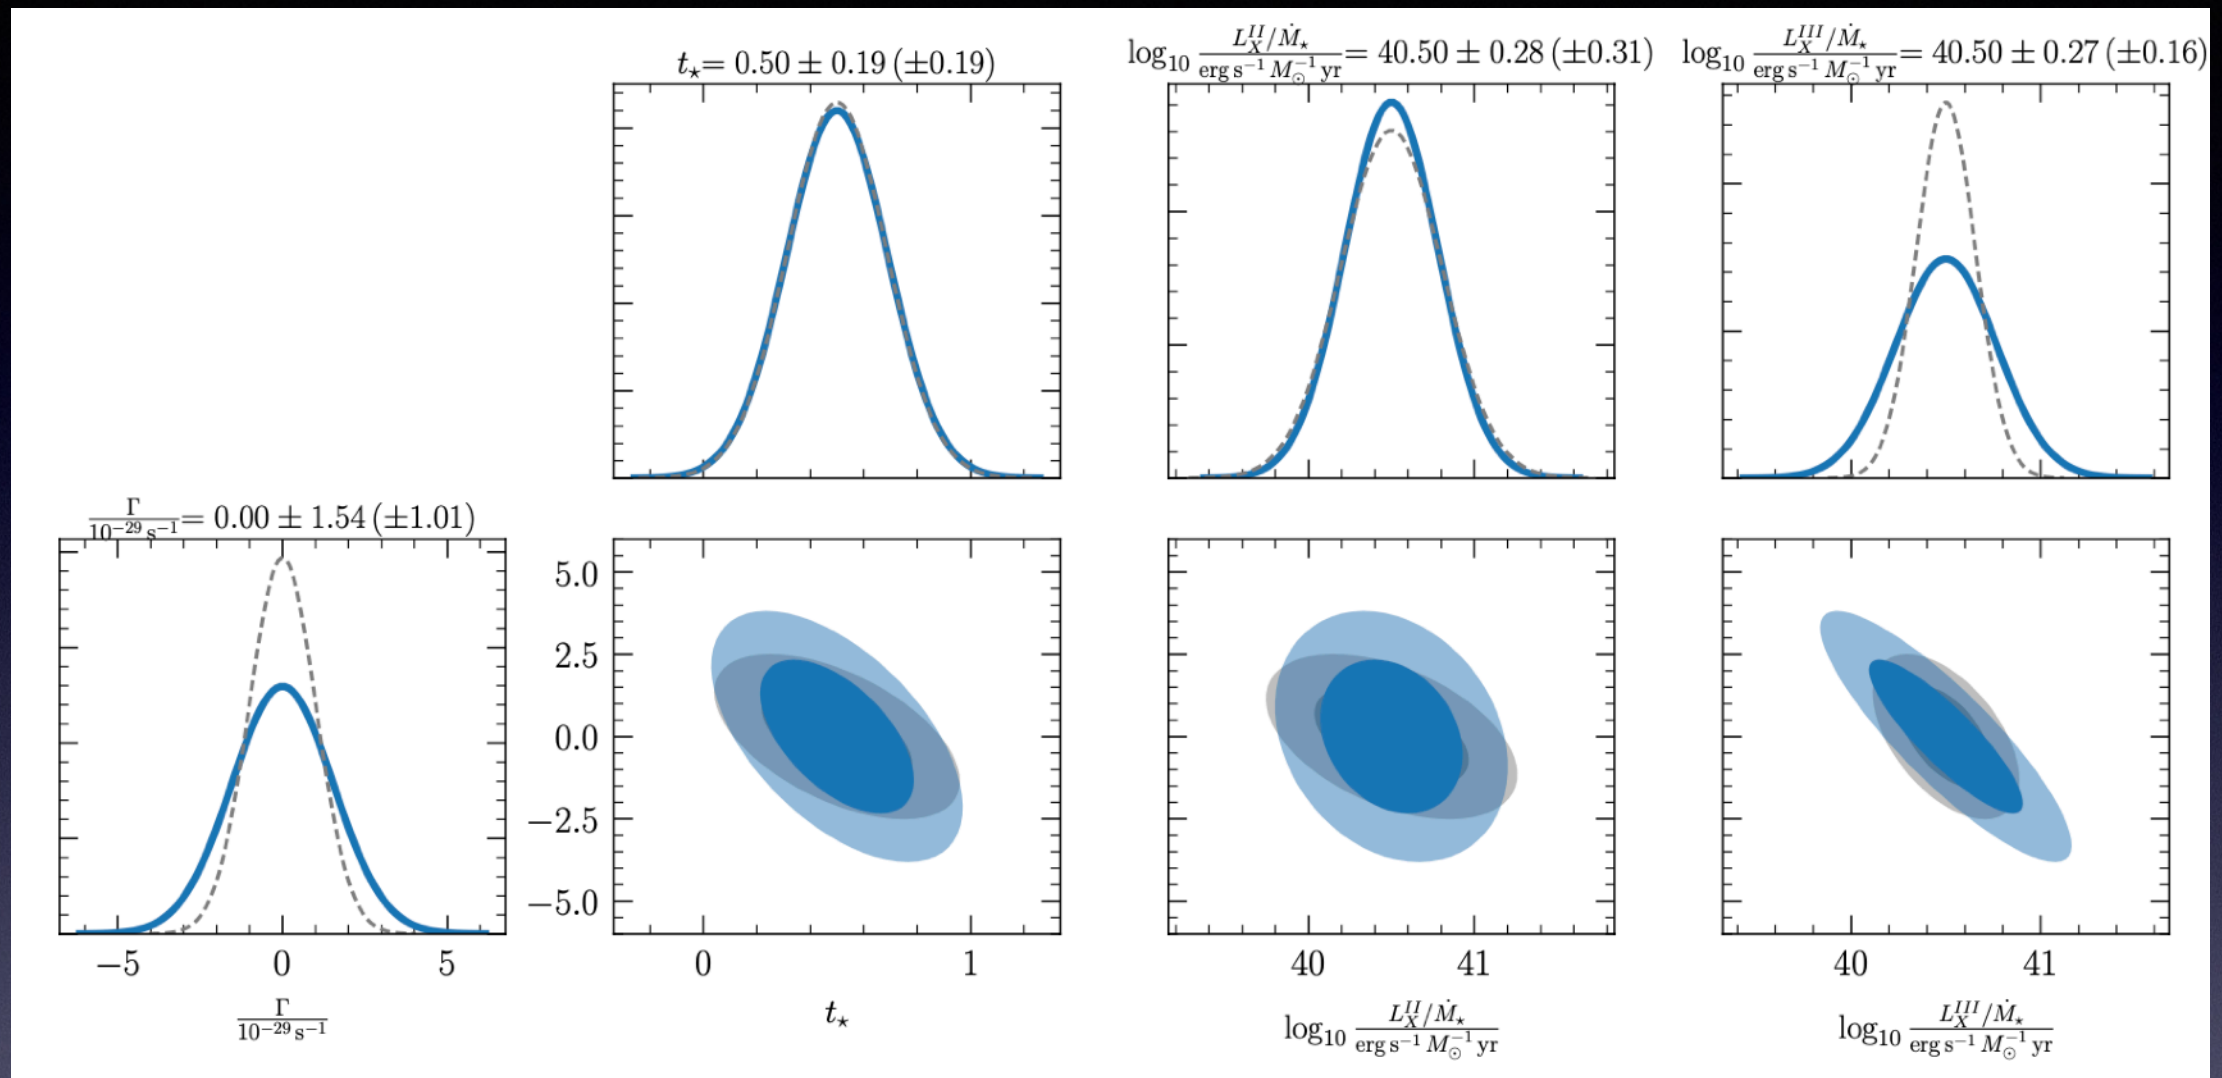 t⋆= 0.50 ± 0.19 (±0.19)
log₁₀ (L_X^{II}/Ṁ⋆)/(erg s⁻¹ M_⊙⁻¹ yr) = 40.50 ± 0.28 (±0.31)
log₁₀ (L_X^{III}/Ṁ⋆)/(erg s⁻¹ M_⊙⁻¹ yr) = 40.50 ± 0.27 (±0.16)
Γ/(10⁻²⁹ s⁻¹) = 0.00 ± 1.54 (±1.01)
5.0
2.5
0.0
−2.5
−5.0
−5 0 5
0 1
40 41
40 41
Γ/(10⁻²⁹ s⁻¹)
t⋆
log₁₀ (L_X^{II}/Ṁ⋆)/(erg s⁻¹ M_⊙⁻¹ yr)
log₁₀ (L_X^{III}/Ṁ⋆)/(erg s⁻¹ M_⊙⁻¹ yr)